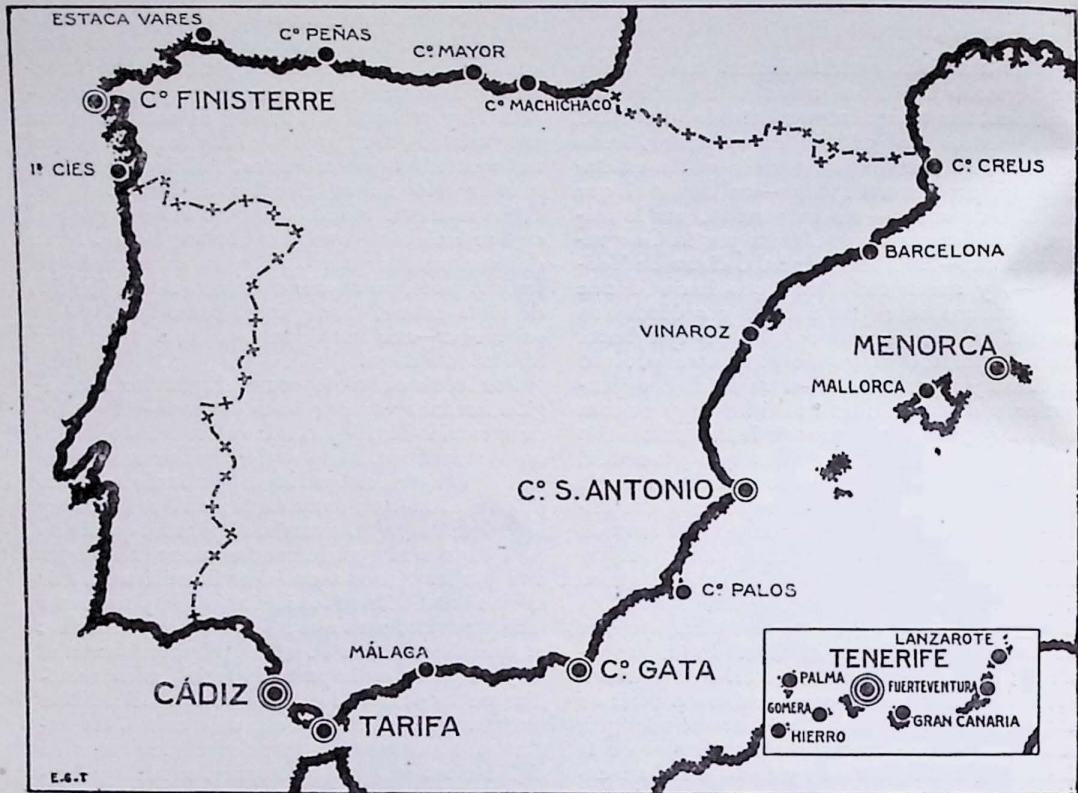 ESTACA VARES
Cº PEÑAS
Cº MAYOR
Cº MACHICHACO
Cº FINISTERRE
Iª CIES
Cº CREUS
BARCELONA
VINAROZ
MENORCA
MALLORCA
Cº S. ANTONIO
Cº PALOS
MÁLAGA
Cº GATA
CÁDIZ
TARIFA
LANZAROTE
TENERIFE
PALMA
FUERTEVENTURA
GOMERA
GRAN CANARIA
HIERRO
E.G.T